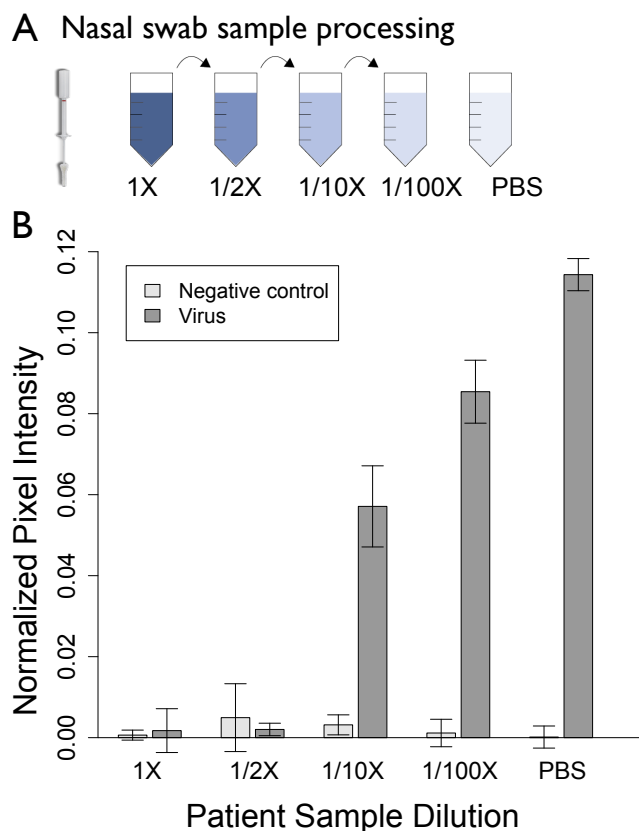 A Nasal swab sample processing
1X 1/2X 1/10X 1/100X PBS
B
0.12
0.10
0.08
0.06
0.04
0.02
0.00
Normalized Pixel Intensity
Negative control
Virus
1X 1/2X 1/10X 1/100X PBS
Patient Sample Dilution